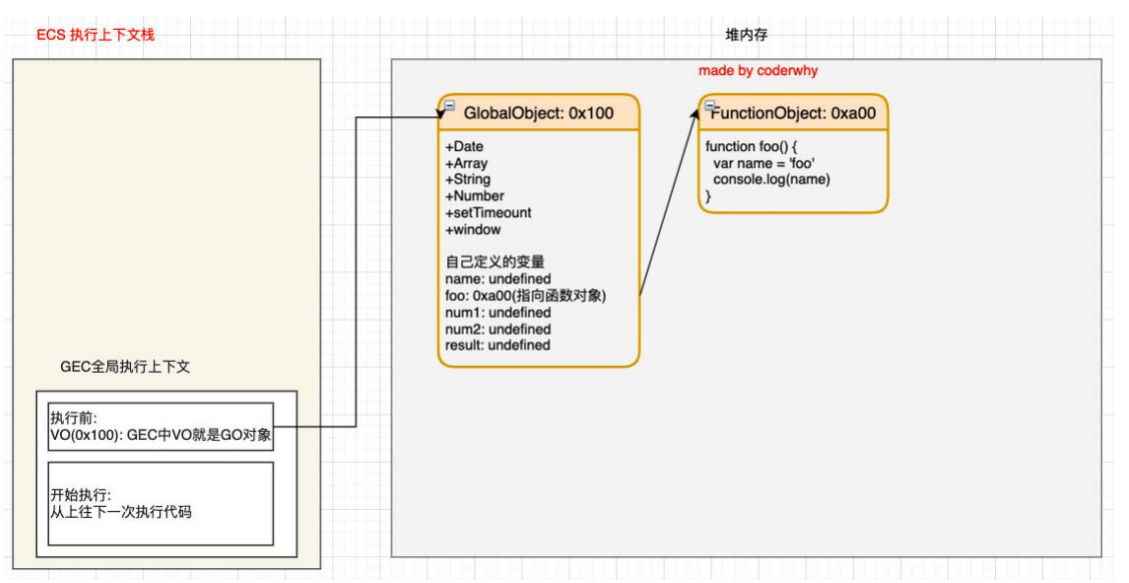 ECS 执行上下文栈
堆内存
made by coderwhy
GlobalObject: 0x100
+Date
+Array
+String
+Number
+setTimeount
+window
自己定义的变量
name: undefined
foo: 0xa00(指向函数对象)
num1: undefined
num2: undefined
result: undefined
FunctionObject: 0xa00
function foo() {
var name = 'foo'
console.log(name)
}
GEC全局执行上下文
执行前:
VO(0x100): GEC中VO就是GO对象
开始执行:
从上往下一次执行代码